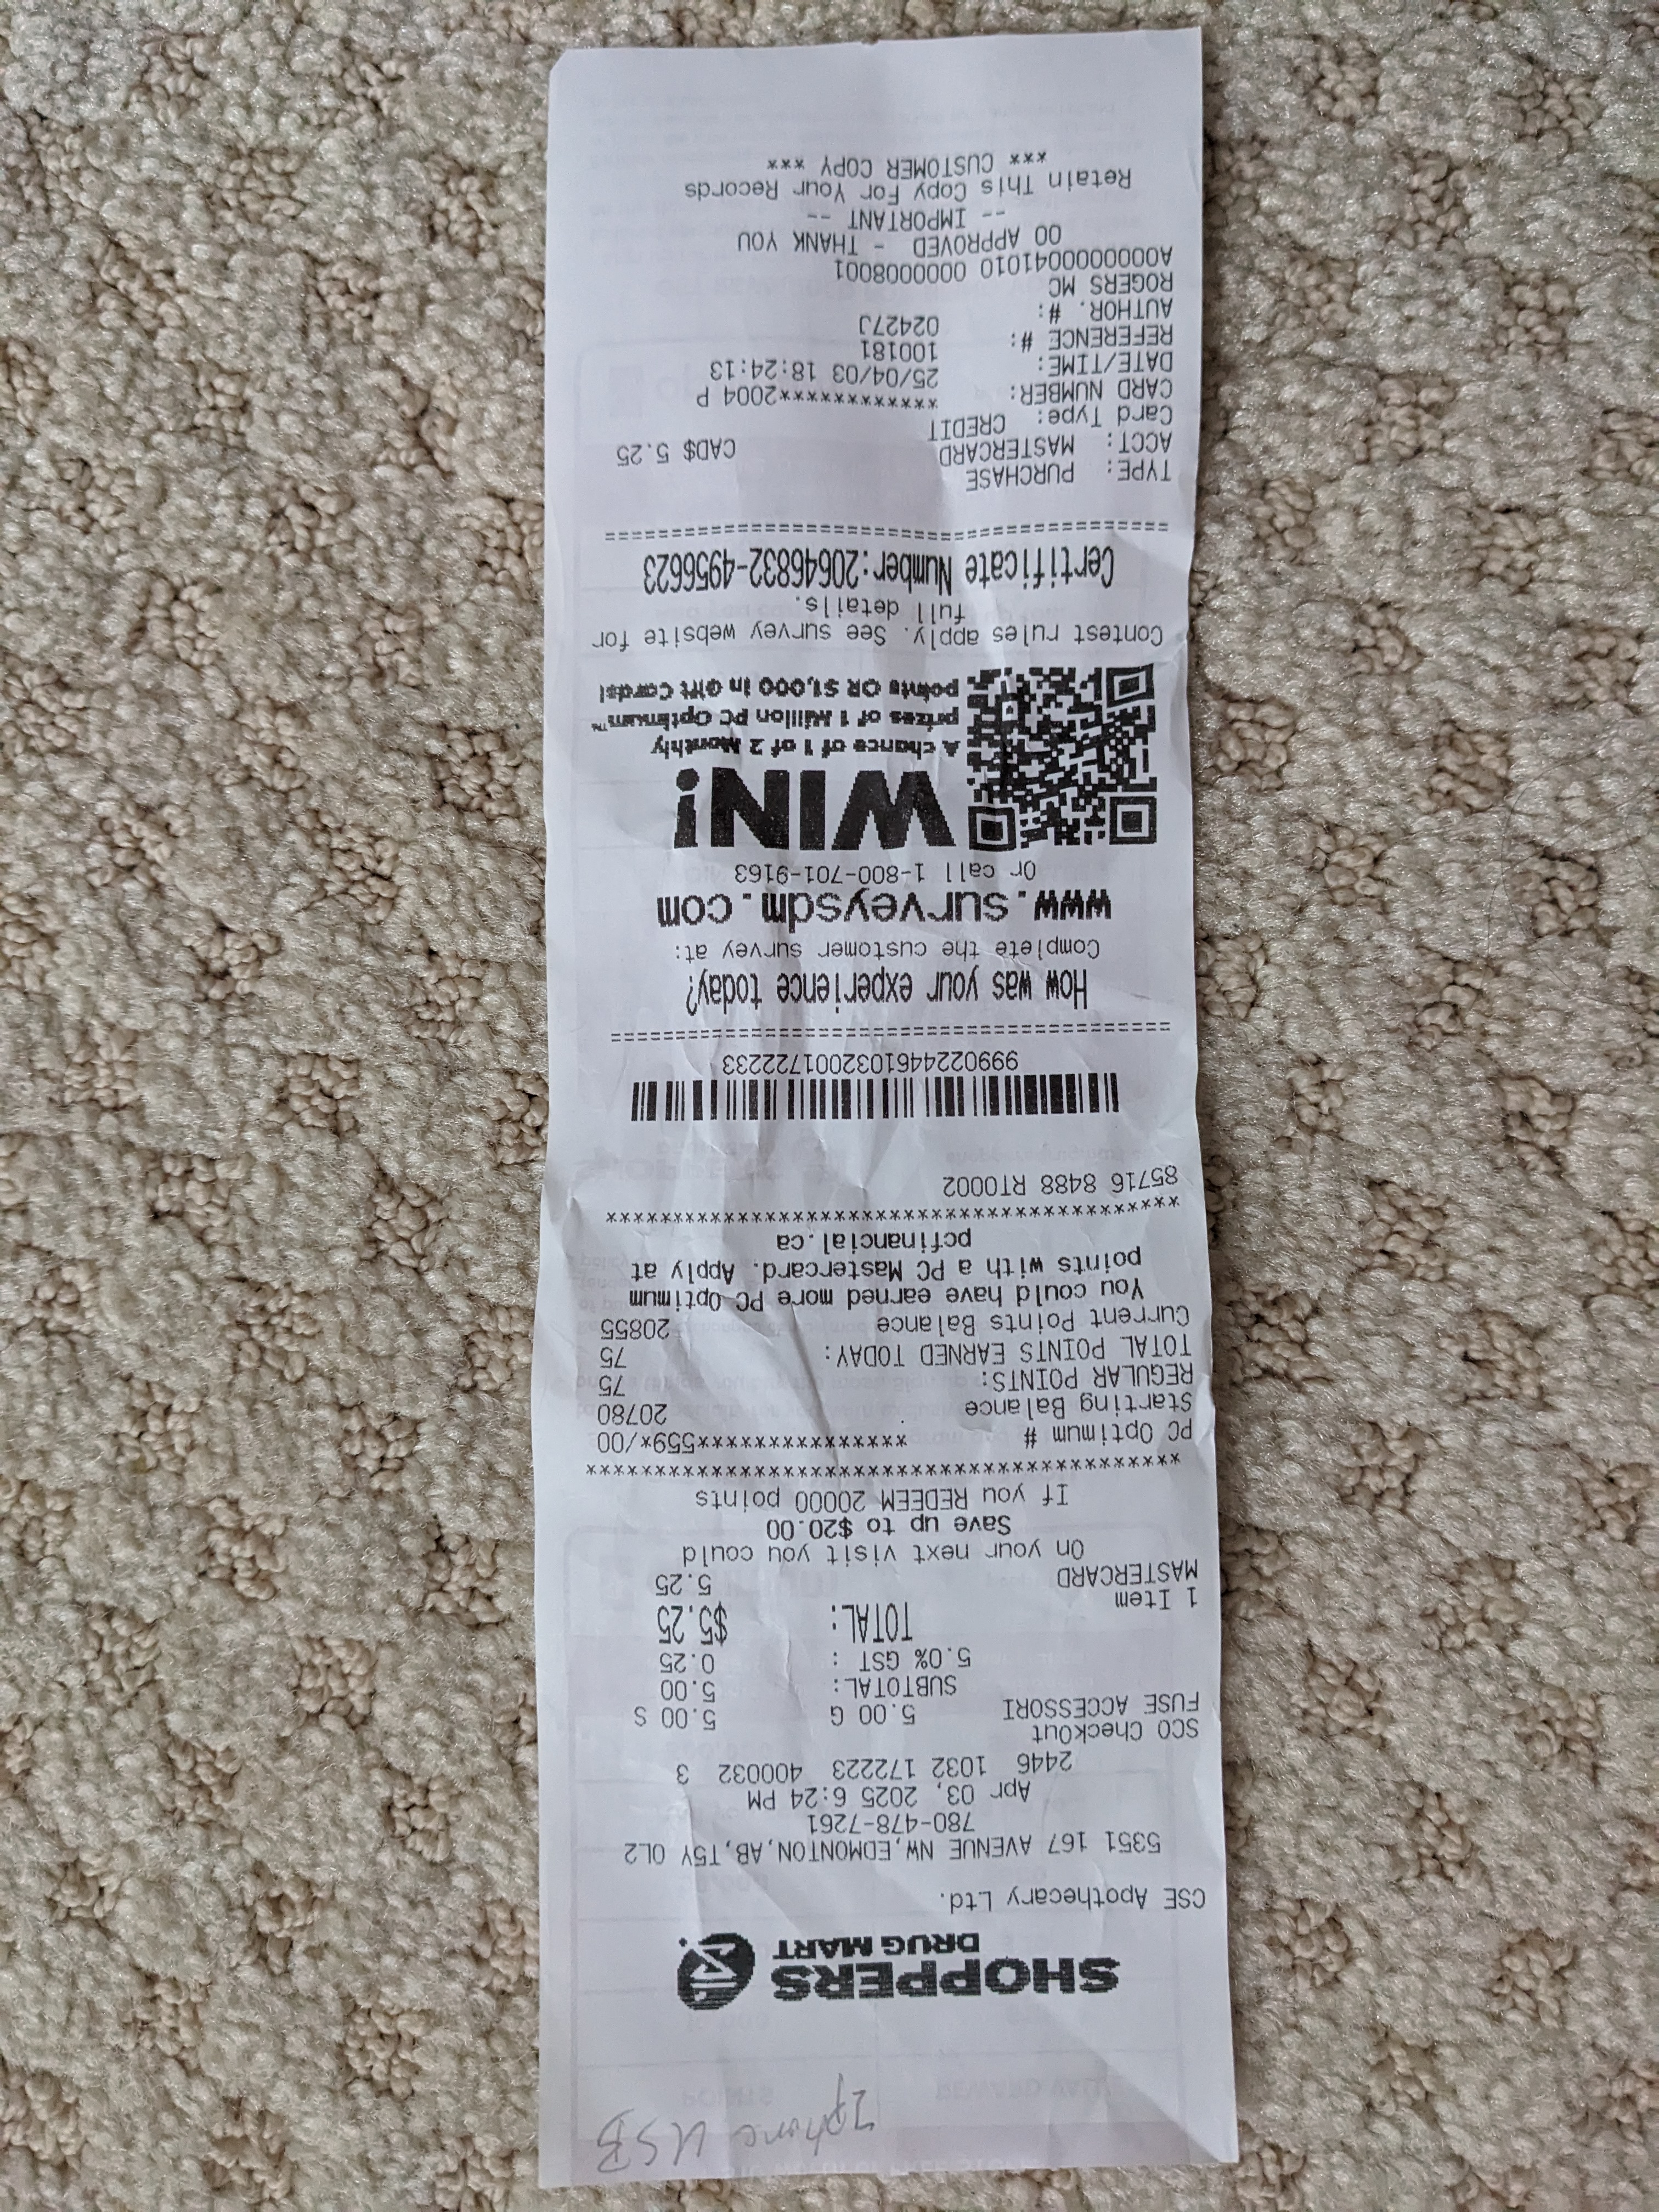 Iphone USB
SHOPPERS
DRUG MART
CSE Apothecary Ltd.
5351 167 AVENUE NW,EDMONTON,AB,T5Y 0L2
780-478-7261
Apr 03, 2025 6:24 PM
2446 1032 172223 400032 3
SCO CheckOut
FUSE ACCESSORI 5.00 G 5.00 S
SUBTOTAL: 5.00
5.0% GST : 0.25
TOTAL: $5.25
1 Item
MASTERCARD 5.25
On your next visit you could
Save up to $20.00
If you REDEEM 20000 points
********************************************
PC Optimum # ****************559*/00/
Starting Balance 20780
REGULAR POINTS: 75
TOTAL POINTS EARNED TODAY: 75
Current Points Balance 20855
You could have earned more PC Optimum
points with a PC Mastercard. Apply at
pcfinancial.ca
********************************************
85716 8488 RT0002
9990224461032001722233
==========================================
How was your experience today?
Complete the customer survey at:
www.surveysdm.com
Or call 1-800-701-9163
WIN!
A chance of 1 of 2 Monthly
prizes of 1 Million PC Optimum™
points OR $1,000 in Gift Cards!
Contest rules apply. See survey website for
full details.
Certificate Number:20646832-4956623
==========================================
TYPE: PURCHASE
ACCT: MASTERCARD CAD$ 5.25
Card Type: CREDIT
CARD NUMBER: ************2004 P
DATE/TIME: 25/04/03 18:24:13
REFERENCE #: 100181
AUTHOR. #: 02427J
ROGERS MC
A0000000041010 0000008001
00 APPROVED - THANK YOU
-- IMPORTANT --
Retain This Copy For Your Records
*** CUSTOMER COPY ***